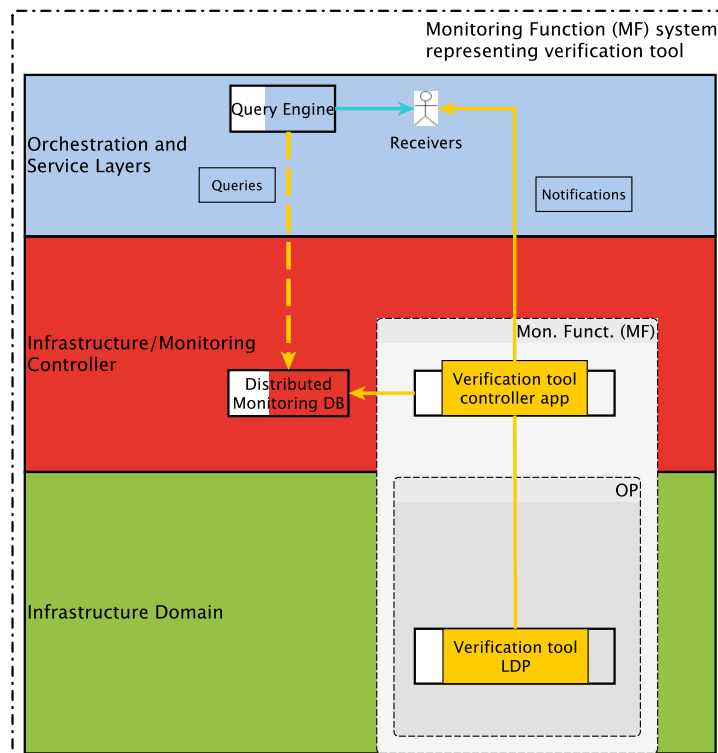 Monitoring Function (MF) system
representing verification tool
Query Engine
Receivers
Orchestration and
Service Layers
Queries
Notifications
Mon. Funct. (MF)
Infrastructure/Monitoring
Controller
Verification tool
controller app
Distributed
Monitoring DB
OP
Infrastructure Domain
Verification tool
LDP